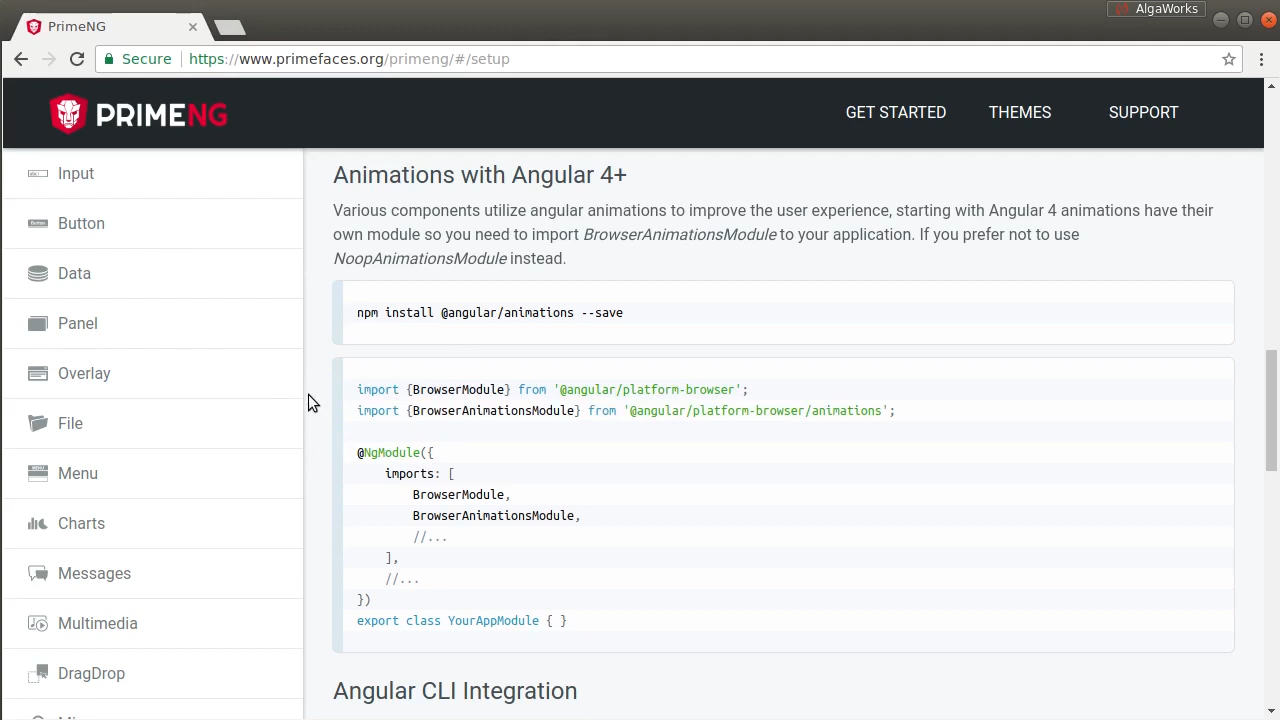 AlgaWorks
PrimeNG
Secure https://www.primefaces.org/primeng/#/setup
PRIMENG
GET STARTED THEMES SUPPORT
Input
Button
Data
Panel
Overlay
File
Menu
Charts
Messages
Multimedia
DragDrop
Animations with Angular 4+
Various components utilize angular animations to improve the user experience, starting with Angular 4 animations have their
own module so you need to import BrowserAnimationsModule to your application. If you prefer not to use
NoopAnimationsModule instead.
npm install @angular/animations --save
import {BrowserModule} from '@angular/platform-browser';
import {BrowserAnimationsModule} from '@angular/platform-browser/animations';
@NgModule({
imports: [
BrowserModule,
BrowserAnimationsModule,
//...
],
//...
})
export class YourAppModule { }
Angular CLI Integration